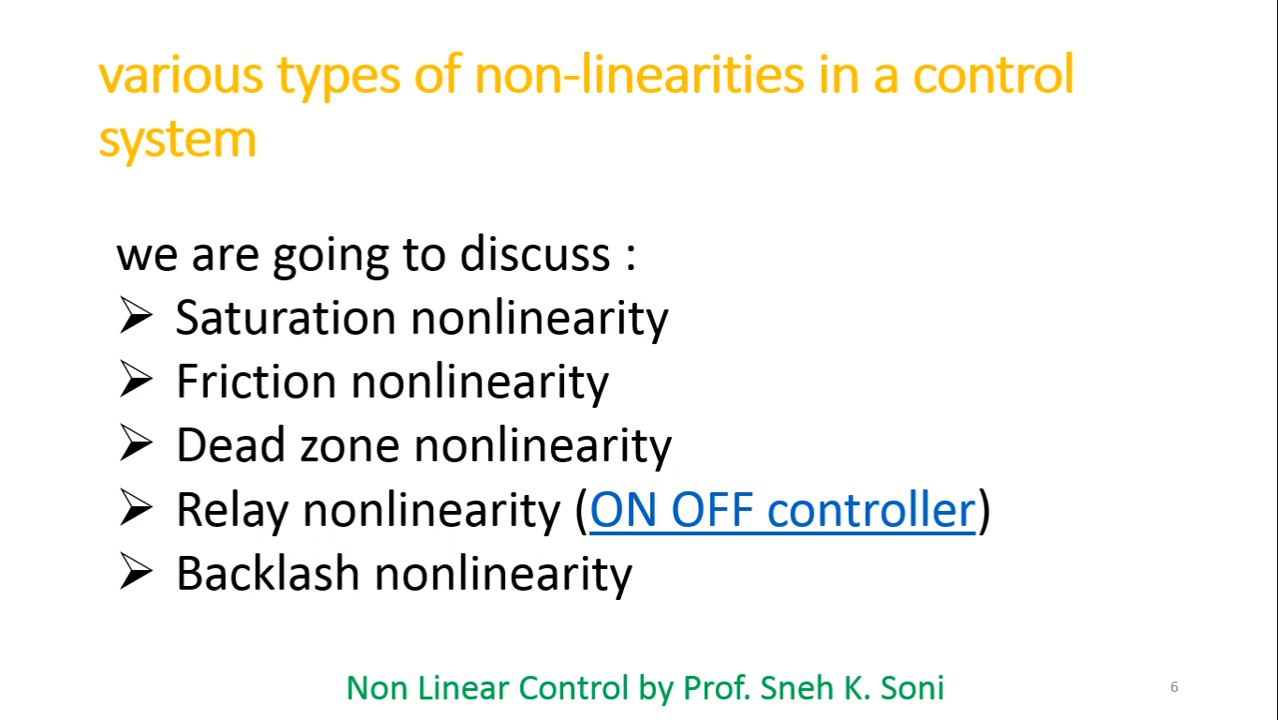 various types of non-linearities in a control
system
we are going to discuss :
➢ Saturation nonlinearity
➢ Friction nonlinearity
➢ Dead zone nonlinearity
➢ Relay nonlinearity (ON OFF controller)
➢ Backlash nonlinearity
Non Linear Control by Prof. Sneh K. Soni
6